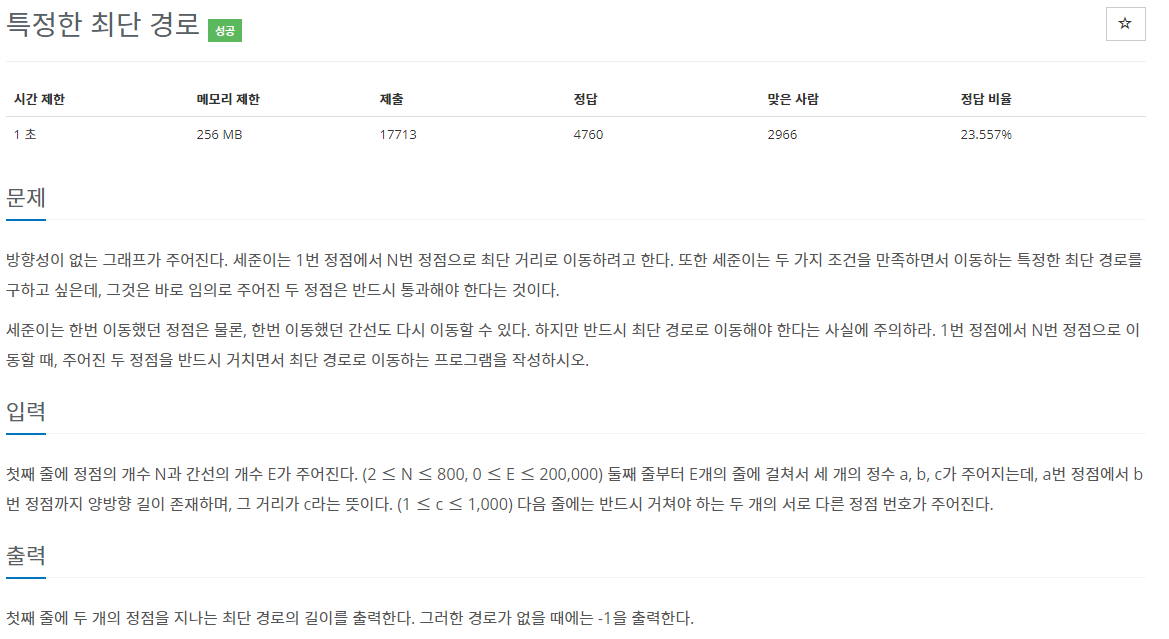 특정한 최단 경로 성공
☆
시간 제한 메모리 제한 제출 정답 맞은 사람 정답 비율
1 초 256 MB 17713 4760 2966 23.557%
문제
방향성이 없는 그래프가 주어진다. 세준이는 1번 정점에서 N번 정점으로 최단 거리로 이동하려고 한다. 또한 세준이는 두 가지 조건을 만족하면서 이동하는 특정한 최단 경로를
구하고 싶은데, 그것은 바로 임의로 주어진 두 정점은 반드시 통과해야 한다는 것이다.
세준이는 한번 이동했던 정점은 물론, 한번 이동했던 간선도 다시 이동할 수 있다. 하지만 반드시 최단 경로로 이동해야 한다는 사실에 주의하라. 1번 정점에서 N번 정점으로 이
동할 때, 주어진 두 정점을 반드시 거치면서 최단 경로로 이동하는 프로그램을 작성하시오.
입력
첫째 줄에 정점의 개수 N과 간선의 개수 E가 주어진다. (2 ≤ N ≤ 800, 0 ≤ E ≤ 200,000) 둘째 줄부터 E개의 줄에 걸쳐서 세 개의 정수 a, b, c가 주어지는데, a번 정점에서 b
번 정점까지 양방향 길이 존재하며, 그 거리가 c라는 뜻이다. (1 ≤ c ≤ 1,000) 다음 줄에는 반드시 거쳐야 하는 두 개의 서로 다른 정점 번호가 주어진다.
출력
첫째 줄에 두 개의 정점을 지나는 최단 경로의 길이를 출력한다. 그러한 경로가 없을 때에는 -1을 출력한다.